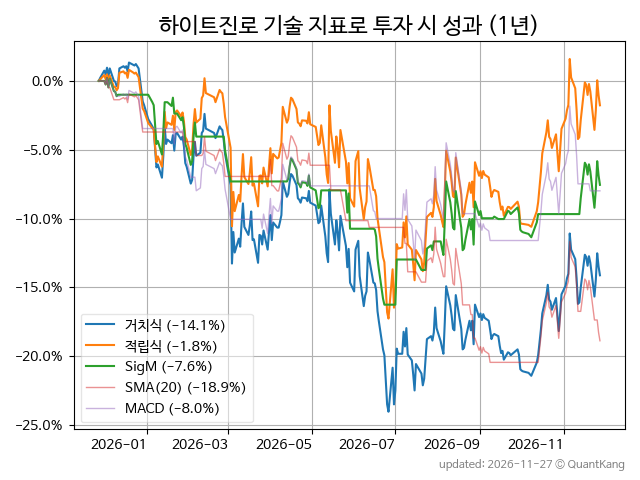 하이트진로 기술 지표로 투자 시 성과 (1년)
0.0%
−5.0%
−10.0%
−15.0%
−20.0%
−25.0%
거치식 (−14.1%)
적립식 (−1.8%)
SigM (−7.6%)
SMA(20) (−18.9%)
MACD (−8.0%)
2026−01 2026−03 2026−05 2026−07 2026−09 2026−11
updated: 2026−11−27 © QuantKang